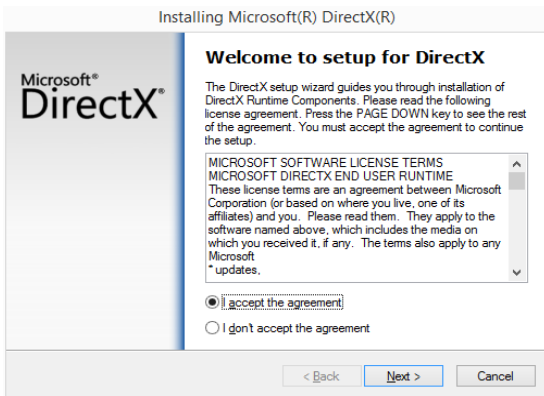 Installing Microsoft(R) DirectX(R)
Microsoft®
DirectX®
Welcome to setup for DirectX
The DirectX setup wizard guides you through installation of
DirectX Runtime Components. Please read the following
license agreement. Press the PAGE DOWN key to see the rest
of the agreement. You must accept the agreement to continue
the setup.
MICROSOFT SOFTWARE LICENSE TERMS
MICROSOFT DIRECTX END USER RUNTIME
These license terms are an agreement between Microsoft
Corporation (or based on where you live, one of its
affiliates) and you. Please read them. They apply to the
software named above, which includes the media on
which you received it, if any. The terms also apply to any
Microsoft
* updates,
I accept the agreement
I don't accept the agreement
< Back
Next >
Cancel